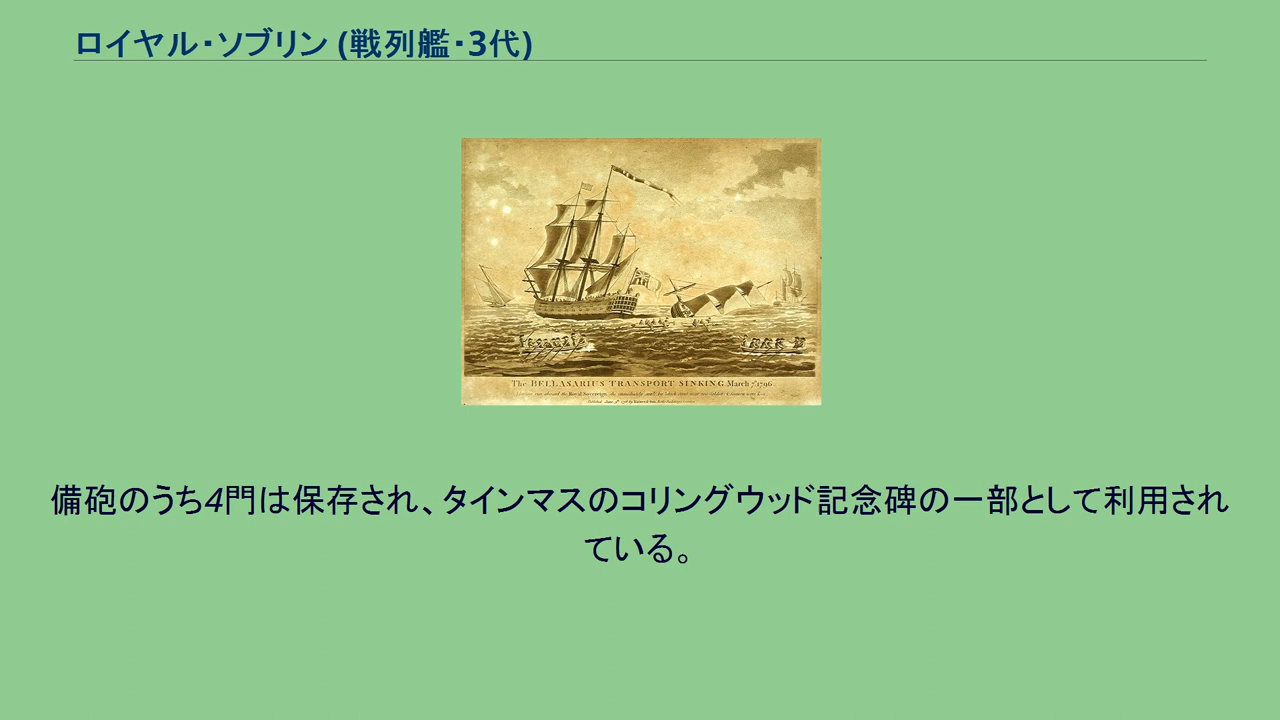 ロイヤル・ソブリン (戦列艦・3代)
The BELLASARIUS TRANSPORT SINKING March 7th 1796
備砲のうち4門は保存され、タインマスのコリングウッド記念碑の一部として利用され
ている。